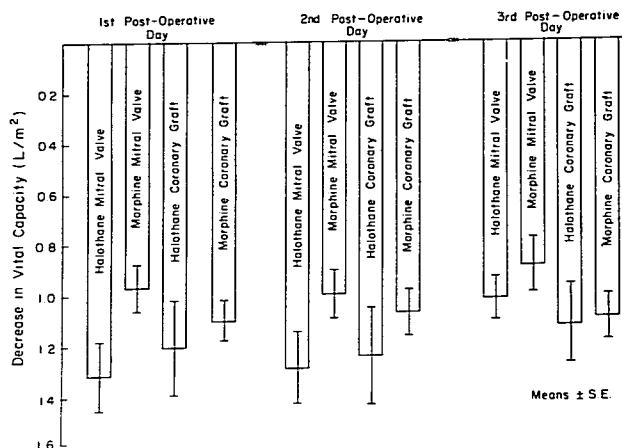 1st Post-Operative
Day
2nd Post-Operative
Day
3rd Post-Operative
Day
Decrease in Vital Capacity (L/m²)
0.2
0.4
0.6
0.8
1.0
1.2
1.4
1.6
Halothane Mitral Valve
Morphine Mitral Valve
Halothane Coronary Graft
Morphine Coronary Graft
Halothane Mitral Valve
Morphine Mitral Valve
Halothane Coronary Graft
Morphine Coronary Graft
Halothane Mitral Valve
Morphine Mitral Valve
Halothane Coronary Graft
Morphine Coronary Graft
Means ± S.E.